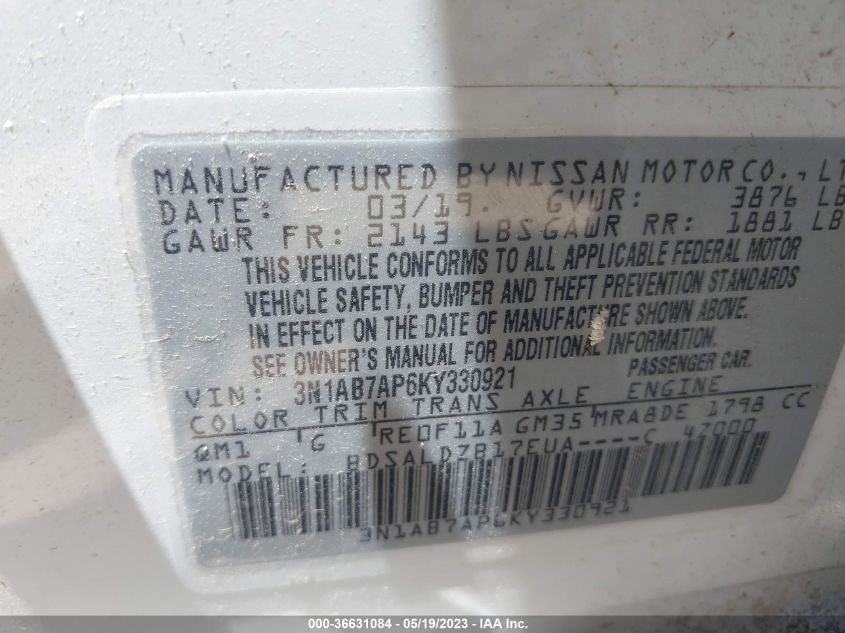 MANUFACTURED BY NISSAN MOTOR CO., LT
DATE: 03/19. GVWR: 3876 LB
GAWR FR: 2143 LBS GAWR RR: 1881 LB
THIS VEHICLE CONFORMS TO ALL APPLICABLE FEDERAL MOTOR
VEHICLE SAFETY, BUMPER AND THEFT PREVENTION STANDARDS
IN EFFECT ON THE DATE OF MANUFACTURE SHOWN ABOVE.
SEE OWNER'S MANUAL FOR ADDITIONAL INFORMATION.
VIN: 3N1AB7AP6KY330921 PASSENGER CAR.
COLOR TRIM TRANS AXLE ENGINE
QM1 G RE0F11A GM35 MRA8DE 1798 CC
MODEL: BDSALDZB17EUA----C 47000
3N1AB7AP6KY330921
000-36631084 - 05/19/2023 - IAA Inc.